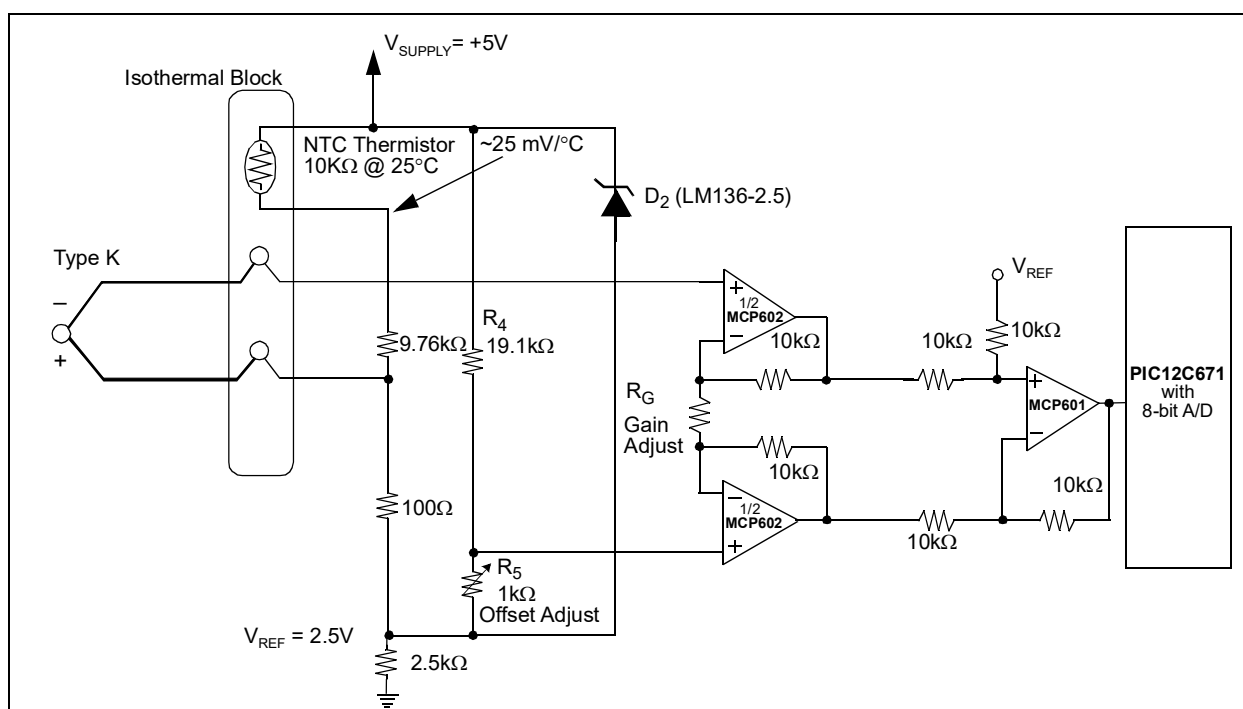 V_SUPPLY = +5V
Isothermal Block
NTC Thermistor
10KΩ @ 25°C
~25 mV/°C
D₂ (LM136-2.5)
Type K
–
+
9.76kΩ
R₄
19.1kΩ
+
1/2
MCP602
–
10kΩ
V_REF
10kΩ
10kΩ
R_G
Gain
Adjust
+
MCP601
–
PIC12C671
with
8-bit A/D
10kΩ
10kΩ
100Ω
–
1/2
MCP602
+
10kΩ
R₅
1kΩ
Offset Adjust
V_REF = 2.5V
2.5kΩ